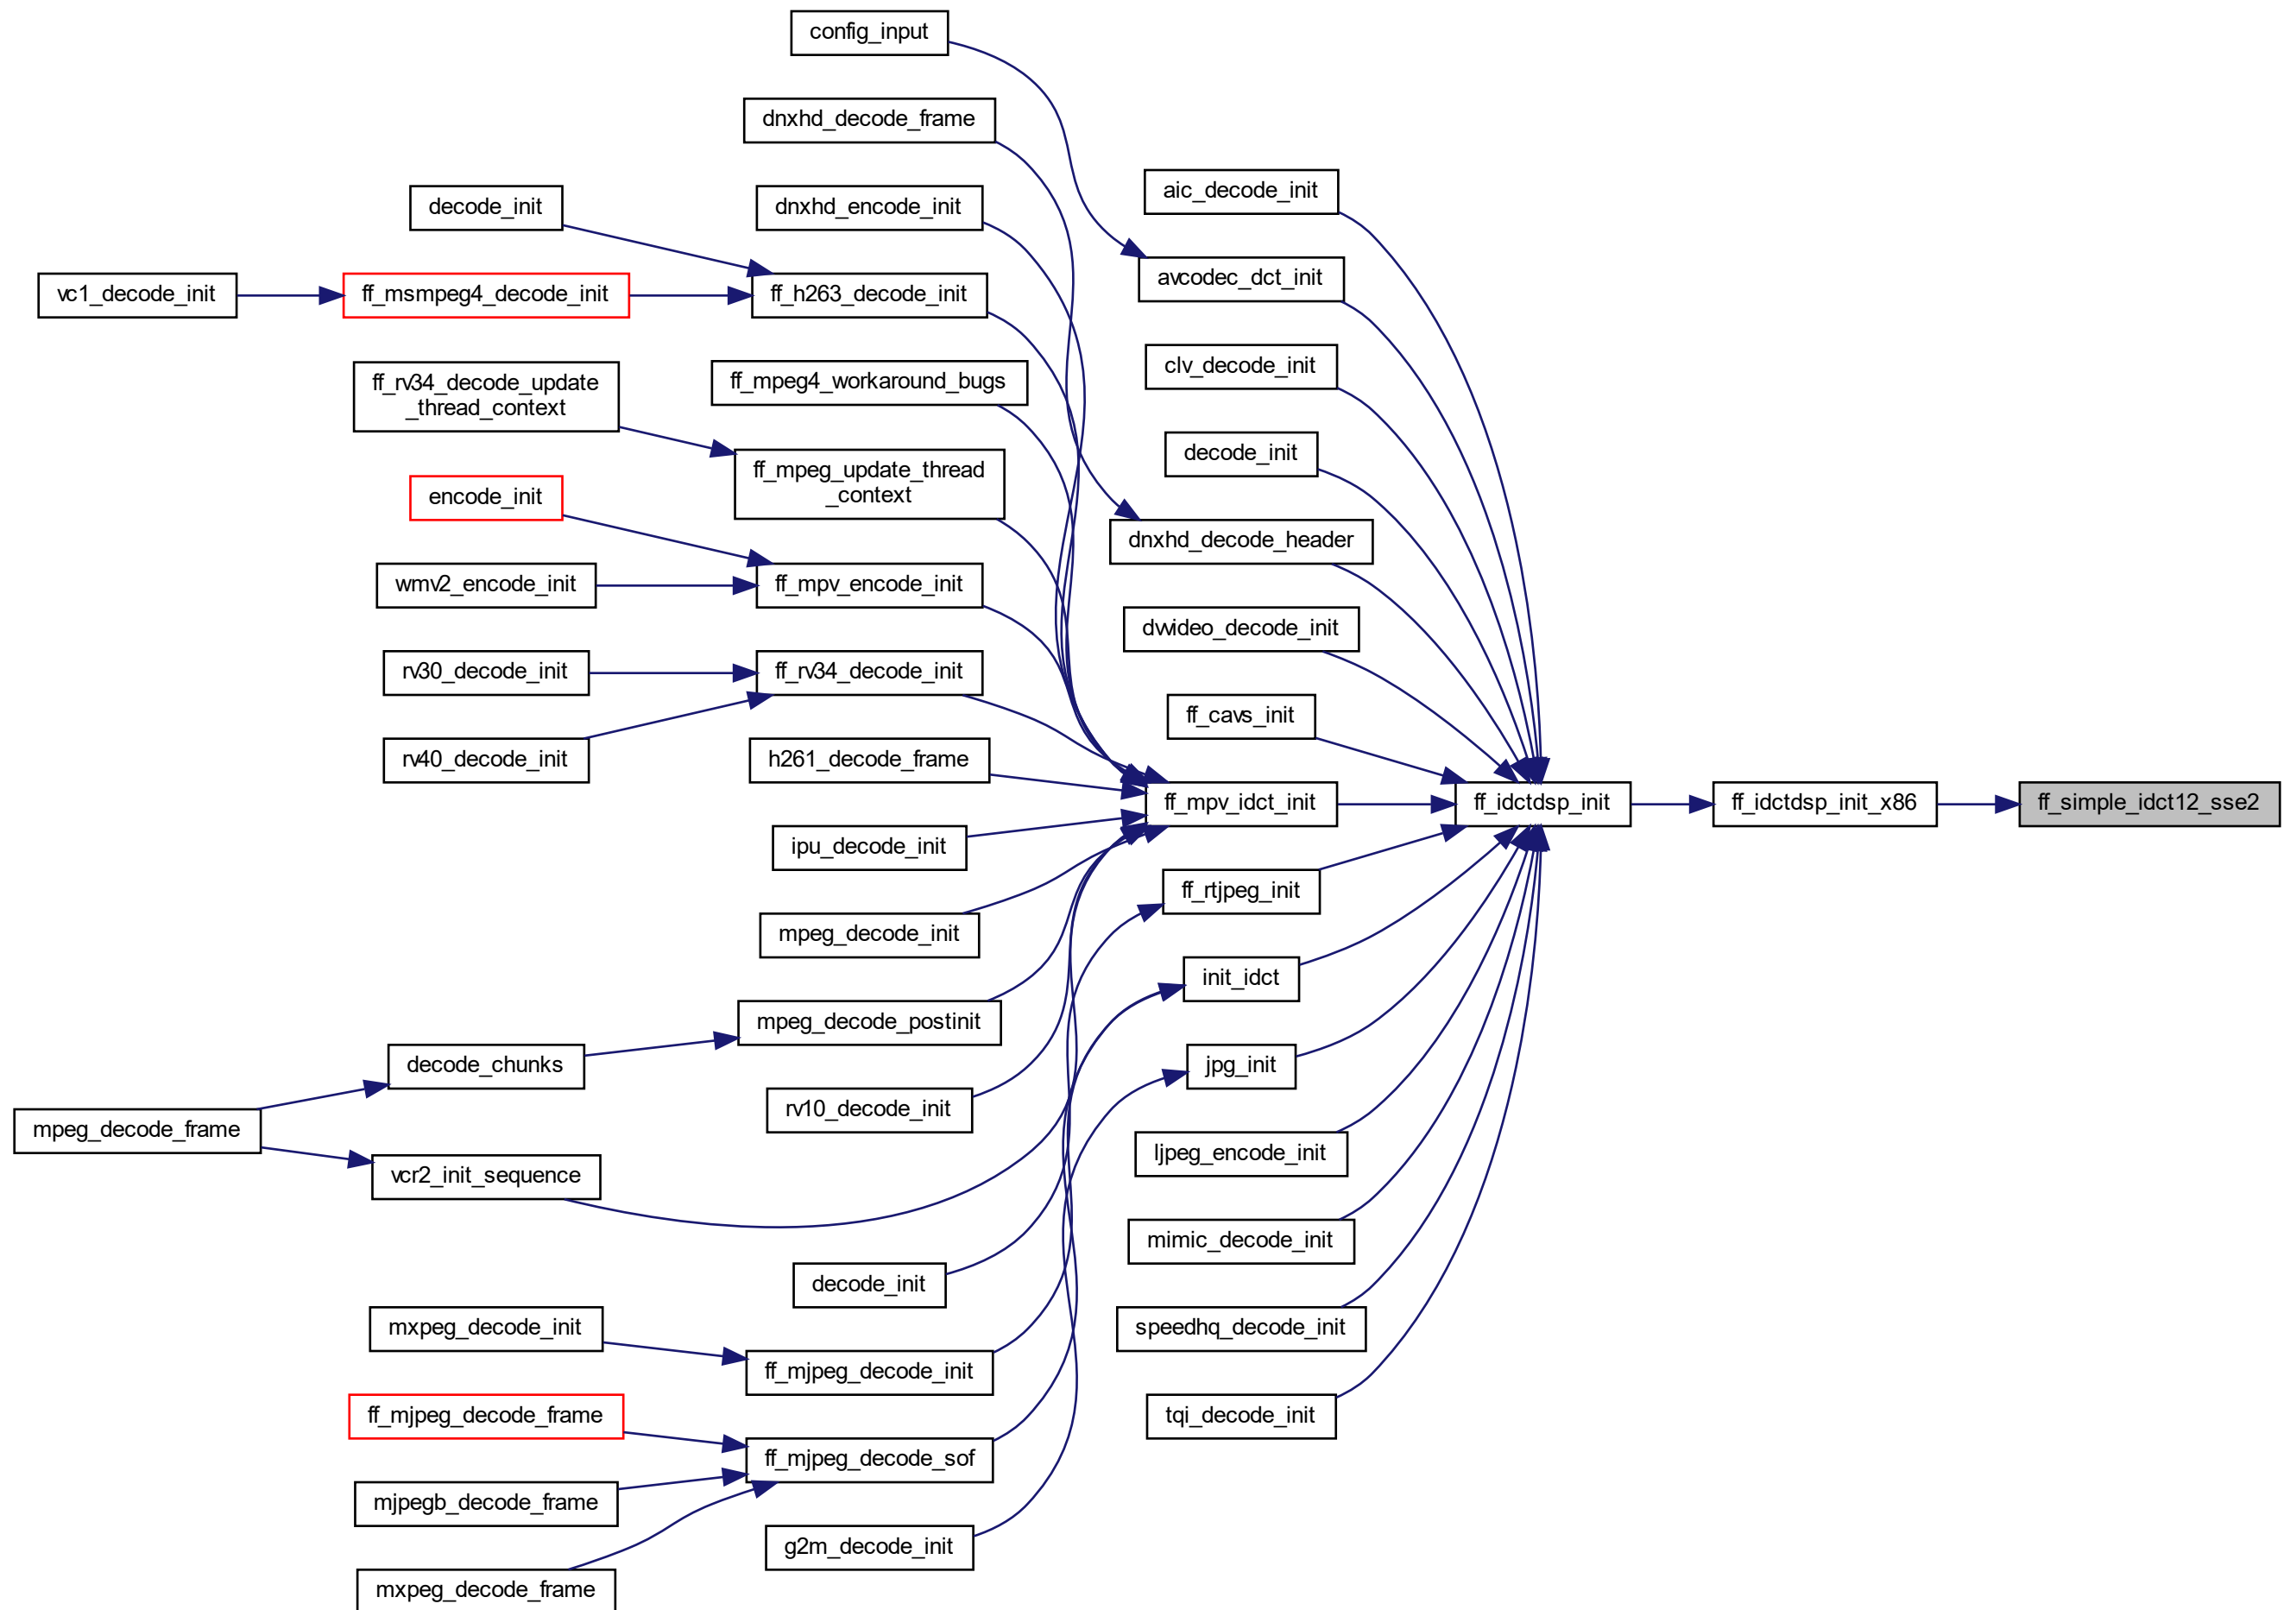 config_input
dnxhd_decode_frame
aic_decode_init
decode_init
dnxhd_encode_init
avcodec_dct_init
vc1_decode_init
ff_msmpeg4_decode_init
ff_h263_decode_init
clv_decode_init
ff_rv34_decode_update
_thread_context
ff_mpeg4_workaround_bugs
decode_init
ff_mpeg_update_thread
_context
encode_init
dnxhd_decode_header
wmv2_encode_init
ff_mpv_encode_init
dvvideo_decode_init
rv30_decode_init
ff_rv34_decode_init
ff_cavs_init
rv40_decode_init
h261_decode_frame
ff_mpv_idct_init
ff_idctdsp_init
ff_idctdsp_init_x86
ff_simple_idct12_sse2
ipu_decode_init
ff_rtjpeg_init
mpeg_decode_init
init_idct
mpeg_decode_postinit
decode_chunks
jpg_init
rv10_decode_init
mpeg_decode_frame
ljpeg_encode_init
vcr2_init_sequence
mimic_decode_init
decode_init
mxpeg_decode_init
speedhq_decode_init
ff_mjpeg_decode_init
ff_mjpeg_decode_frame
tqi_decode_init
ff_mjpeg_decode_sof
mjpegb_decode_frame
g2m_decode_init
mxpeg_decode_frame